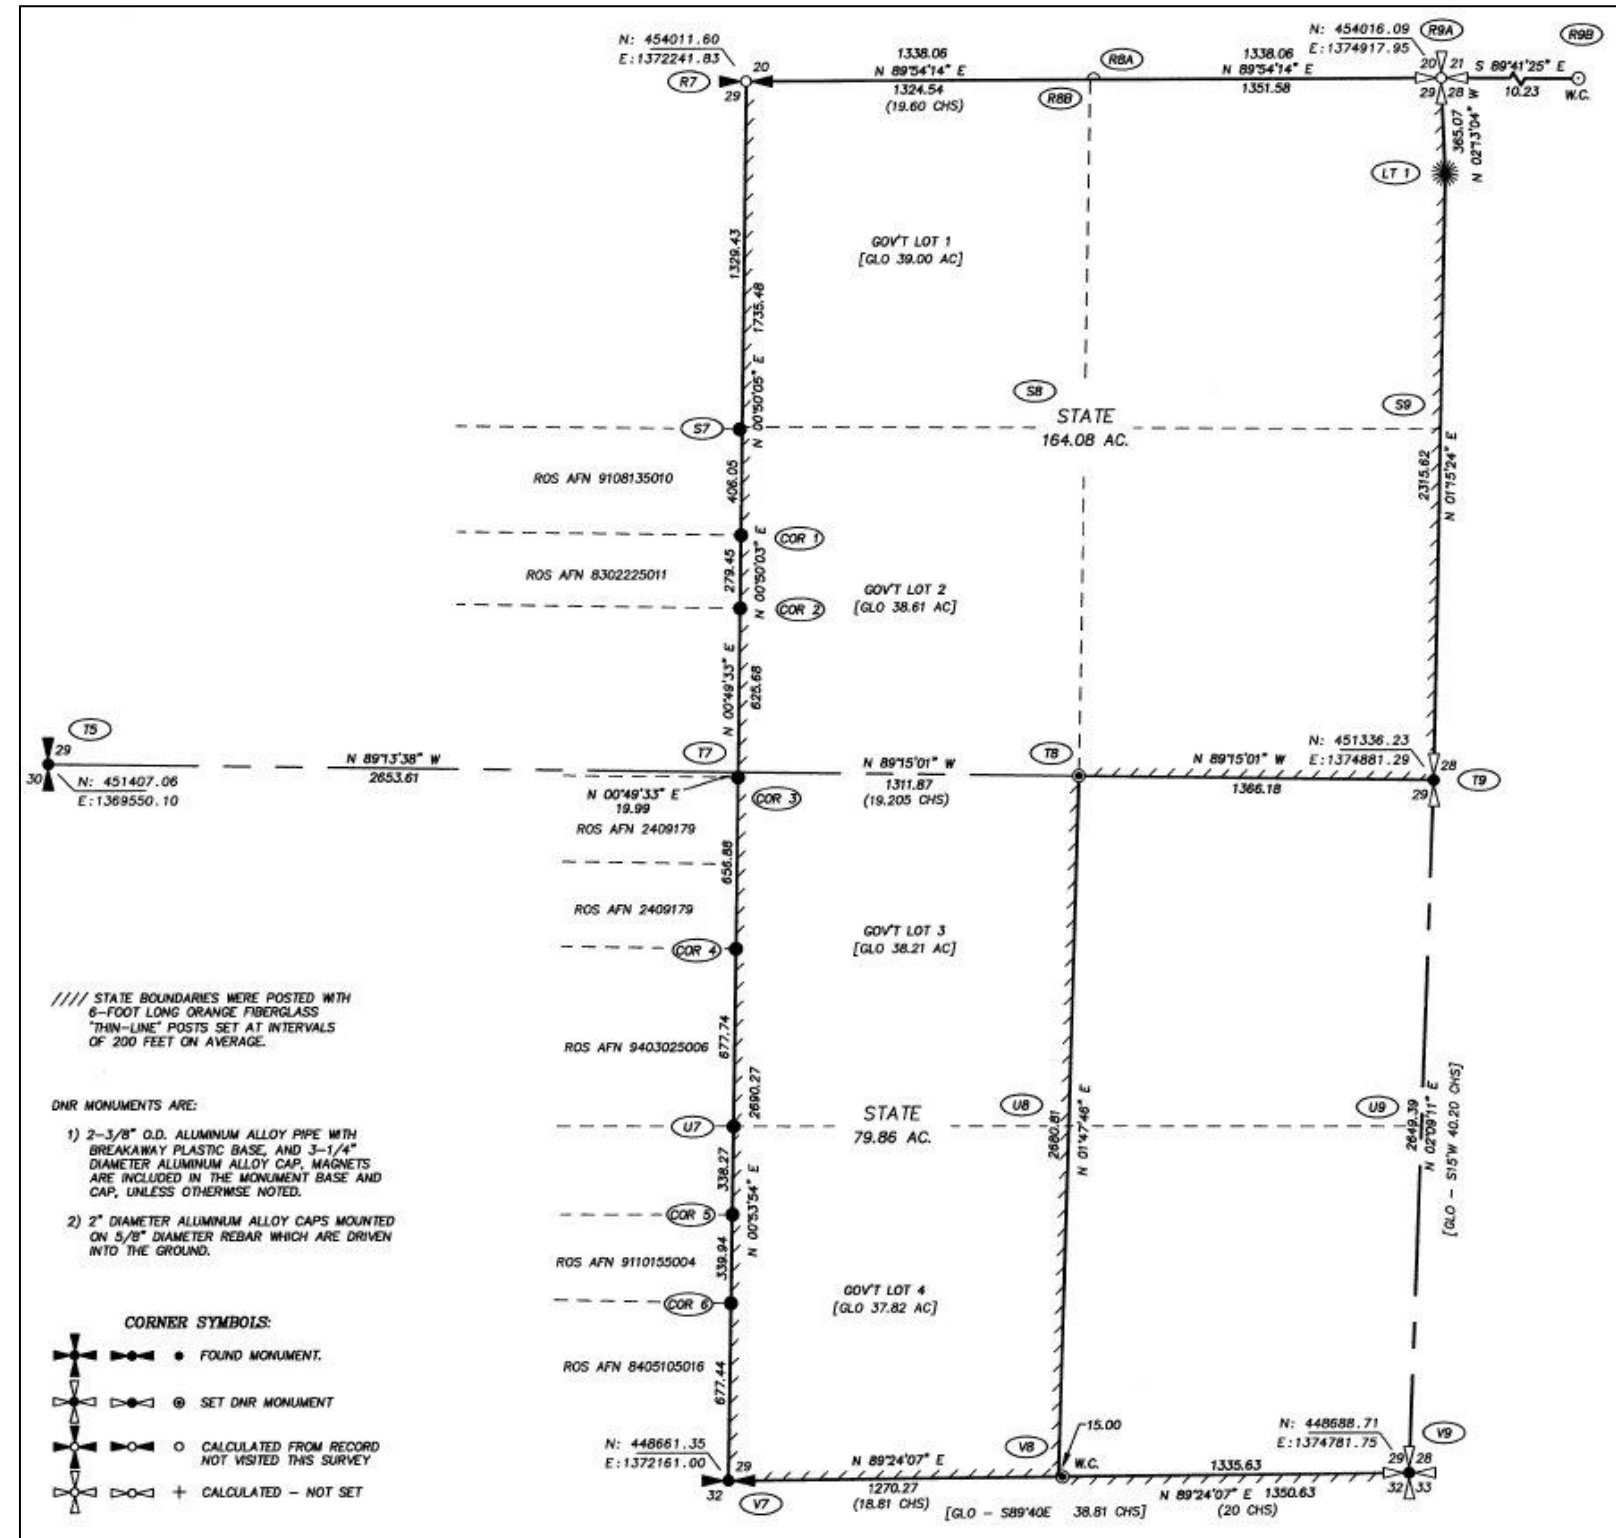 N: 454011.60
E:1372241.83
R7
20
29
1338.06
N 89°54'14" E
1324.54
(19.60 CHS)
R8A
R8B
1338.06
N 89°54'14" E
1351.58
N: 454016.09
E:1374917.95
R9A
R9B
20
21
29
28
S 89°41'25" E
10.23
W.C.
365.07
N 02°13'04" W
LT 1
GOV'T LOT 1
[GLO 39.00 AC]
1329.43
1735.48
N 00°50'05" E
S7
S8
S9
STATE
164.08 AC.
2315.62
N 01°15'24" E
ROS AFN 9108135010
406.05
COR 1
ROS AFN 8302225011
279.45
N 00°50'03" E
COR 2
GOV'T LOT 2
[GLO 38.61 AC]
N 00°49'33" E
625.68
T5
29
30
N: 451407.06
E:1369550.10
N 89°13'38" W
2653.61
T7
N 00°49'33" E
19.99
COR 3
N 89°15'01" W
1311.87
(19.205 CHS)
T8
N 89°15'01" W
1366.18
N: 451336.23
E:1374881.29
28
29
T9
ROS AFN 2409179
656.88
ROS AFN 2409179
COR 4
GOV'T LOT 3
[GLO 38.21 AC]
//// STATE BOUNDARIES WERE POSTED WITH
6-FOOT LONG ORANGE FIBERGLASS
"THIN-LINE" POSTS SET AT INTERVALS
OF 200 FEET ON AVERAGE.
ROS AFN 9403025006
677.74
2690.27
U7
STATE
79.86 AC.
U8
2680.81
N 01°47'46" E
U9
2649.39
N 02°09'11" E
[GLO - S15'W 40.20 CHS]
DNR MONUMENTS ARE:
1) 2-3/8" O.D. ALUMINUM ALLOY PIPE WITH
BREAKAWAY PLASTIC BASE, AND 3-1/4"
DIAMETER ALUMINUM ALLOY CAP, MAGNETS
ARE INCLUDED IN THE MONUMENT BASE AND
CAP, UNLESS OTHERWISE NOTED.
2) 2" DIAMETER ALUMINUM ALLOY CAPS MOUNTED
ON 5/8" DIAMETER REBAR WHICH ARE DRIVEN
INTO THE GROUND.
338.27
N 00°53'54" E
COR 5
ROS AFN 9110155004
339.94
COR 6
GOV'T LOT 4
[GLO 37.82 AC]
ROS AFN 8405105016
677.44
CORNER SYMBOLS:
FOUND MONUMENT.
SET DNR MONUMENT
CALCULATED FROM RECORD
NOT VISITED THIS SURVEY
CALCULATED - NOT SET
N: 448661.35
E:1372161.00
29
32
V7
N 89°24'07" E
1270.27
(18.81 CHS)
V8
15.00
W.C.
[GLO - S89°40E 38.81 CHS]
1335.63
N 89°24'07" E 1350.63
(20 CHS)
N: 448688.71
E:1374781.75
V9
29
28
32
33